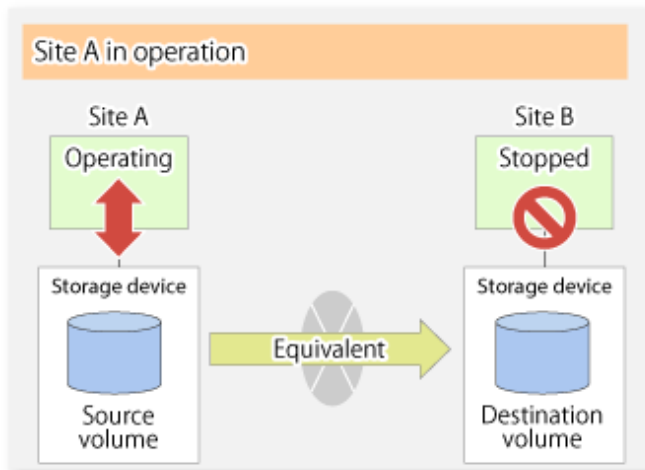 Site A in operation
Site A
Site B
Operating
Stopped
Storage device
Storage device
Equivalent
Source
volume
Destination
volume